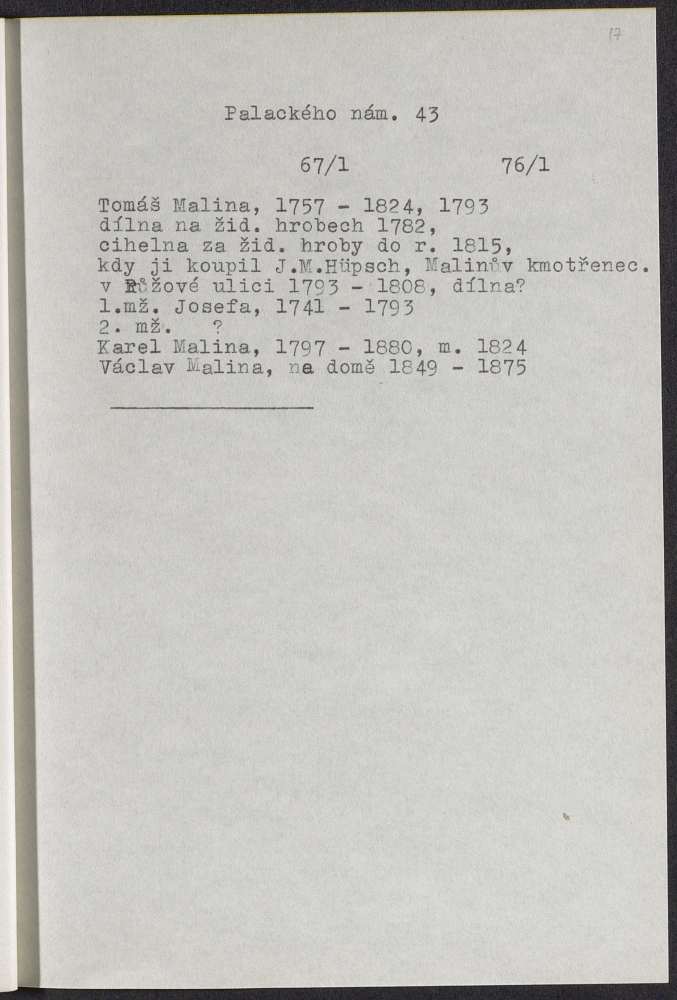 17
Palackého nám. 43
67/1 76/1
Tomáš Malina, 1757 - 1824, 1793
dílna na žid. hrobech 1782,
cihelna za žid. hroby do r. 1815,
kdy ji koupil J.M.Hüpsch, Malinův kmotřenec.
v Růžové ulici 1793 - 1808, dílna?
1.mž. Josefa, 1741 - 1793
2. mž. ?
Karel Malina, 1797 - 1880, m. 1824
Václav Malina, na domě 1849 - 1875